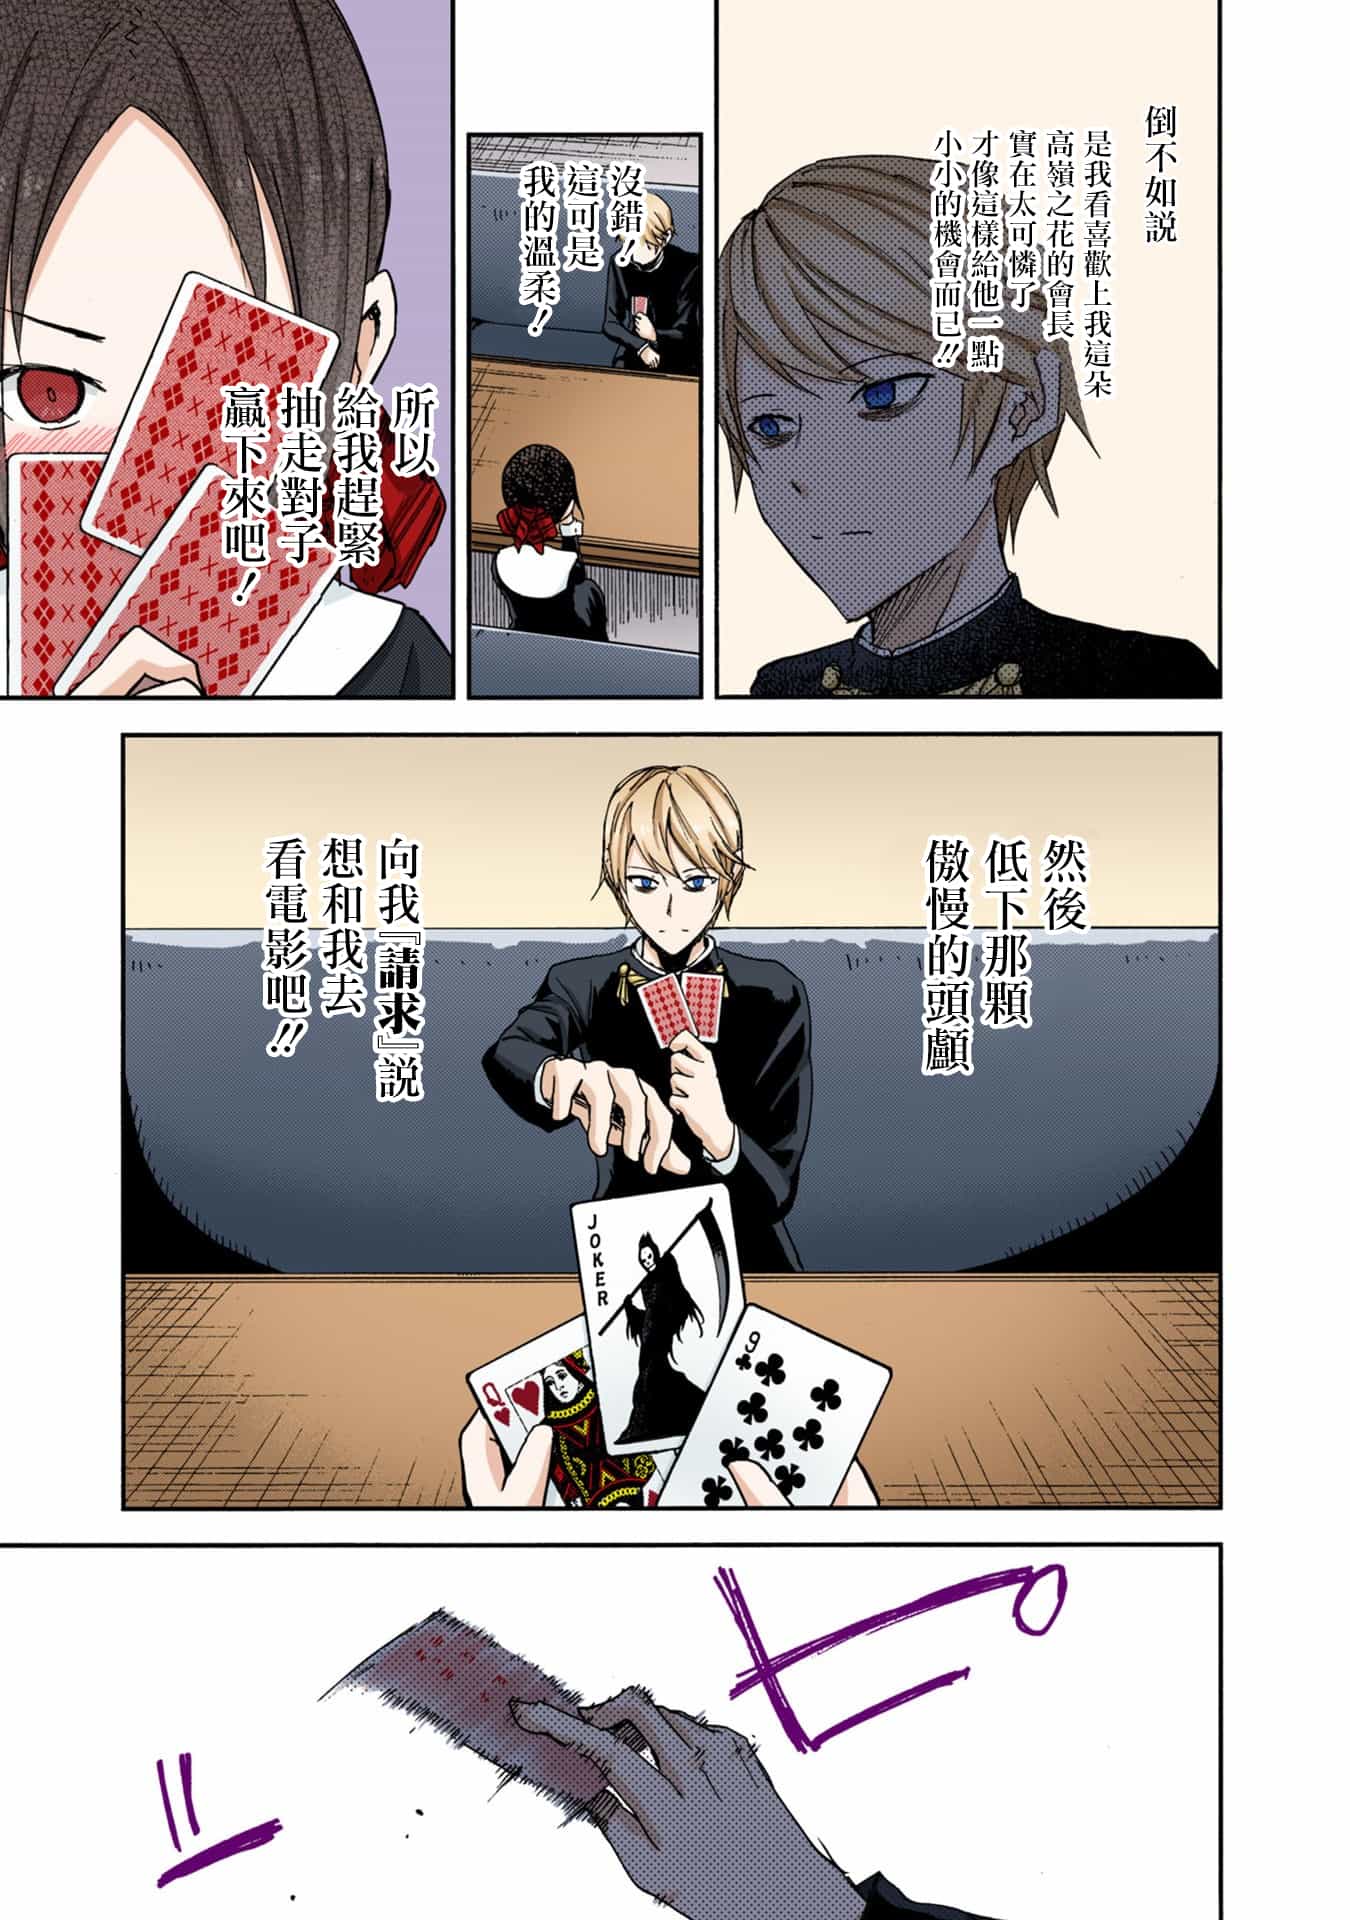 倒不如説
是我看喜歡上我這朵
高嶺之花的會長
實在太可憐了
才像這樣給他一點
小小的機會而已!!
沒錯!
這可是
我的溫柔!
所以
給我趕緊
抽走對子
贏下來吧!
然後
低下那顆
傲慢的頭顱
向我『請求』説
想和我去
看電影吧!!
JOKER
Q
9
ピ